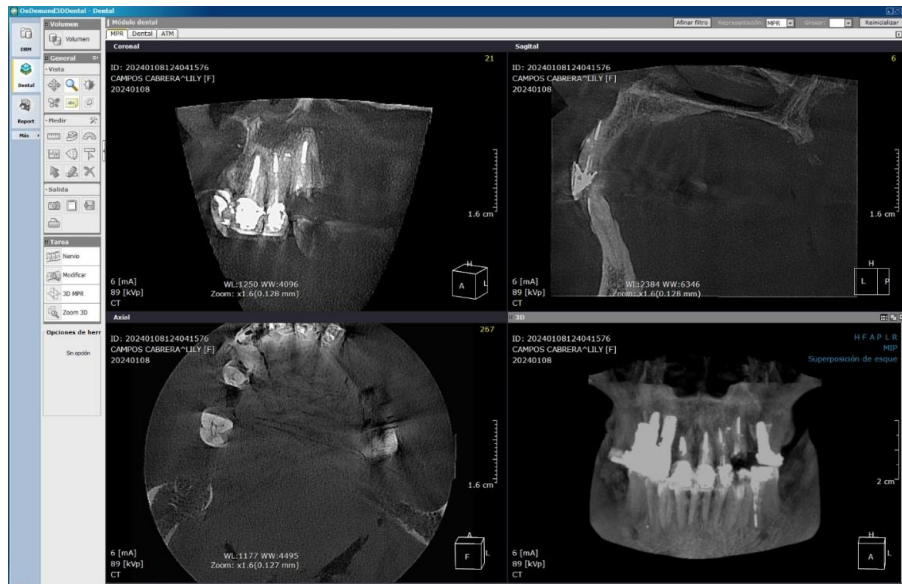 OnDemand3DDental - Dental
DBM
Dental
Report
Más
Volumen
Volumen
General
Vista
Medir
Salida
Tarea
Nervio
Modificar
3D MPR
Zoom 3D
Opciones de herr
Sin opción
Módulo dental
Afinar filtro
Representación:
MPR
Grosor:
Reinicializar
MPR
Dental
ATM
Coronal
21
ID: 20240108124041576
CAMPOS CABRERA^LILY [F]
20240108
1.6 cm
6 [mA]
89 [kVp]
CT
WL:1250 WW:4096
Zoom: x1.6(0.128 mm)
H
A
L
Sagital
6
ID: 20240108124041576
CAMPOS CABRERA^LILY [F]
20240108
1.6 cm
6 [mA]
89 [kVp]
CT
WL:2384 WW:6346
Zoom: x1.6(0.128 mm)
H
L
P
Axial
267
ID: 20240108124041576
CAMPOS CABRERA^LILY [F]
20240108
1.6 cm
6 [mA]
89 [kVp]
CT
WL:1177 WW:4495
Zoom: x1.6(0.127 mm)
A
F
L
3D
ID: 20240108124041576
CAMPOS CABRERA^LILY [F]
20240108
H F A P L R
MIP
Superposición de esque
2 cm
6 [mA]
89 [kVp]
CT
H
A
L